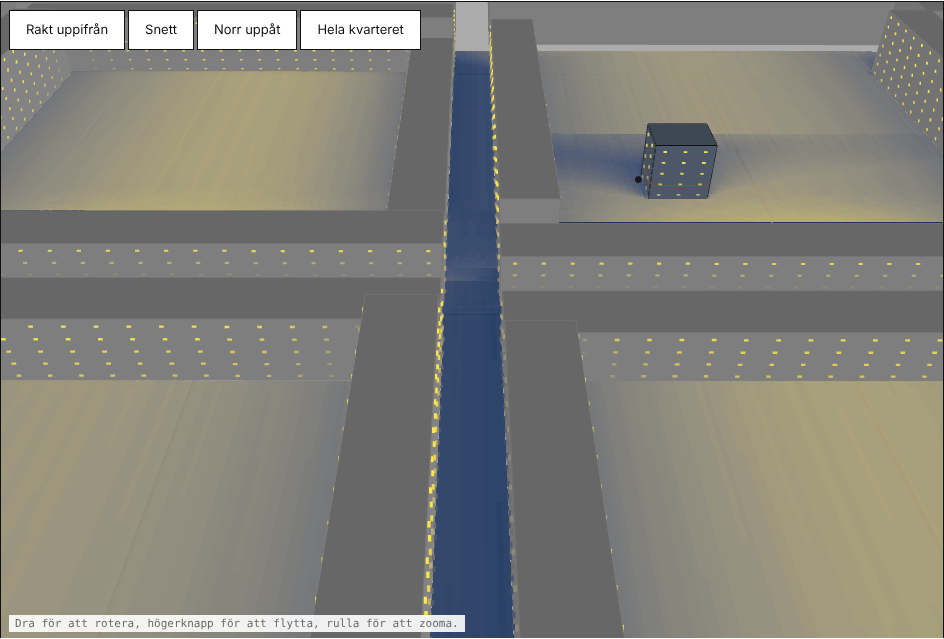 Rakt uppifrån
Snett
Norr uppåt
Hela kvarteret
Dra för att rotera, högerknapp för att flytta, rulla för att zooma.